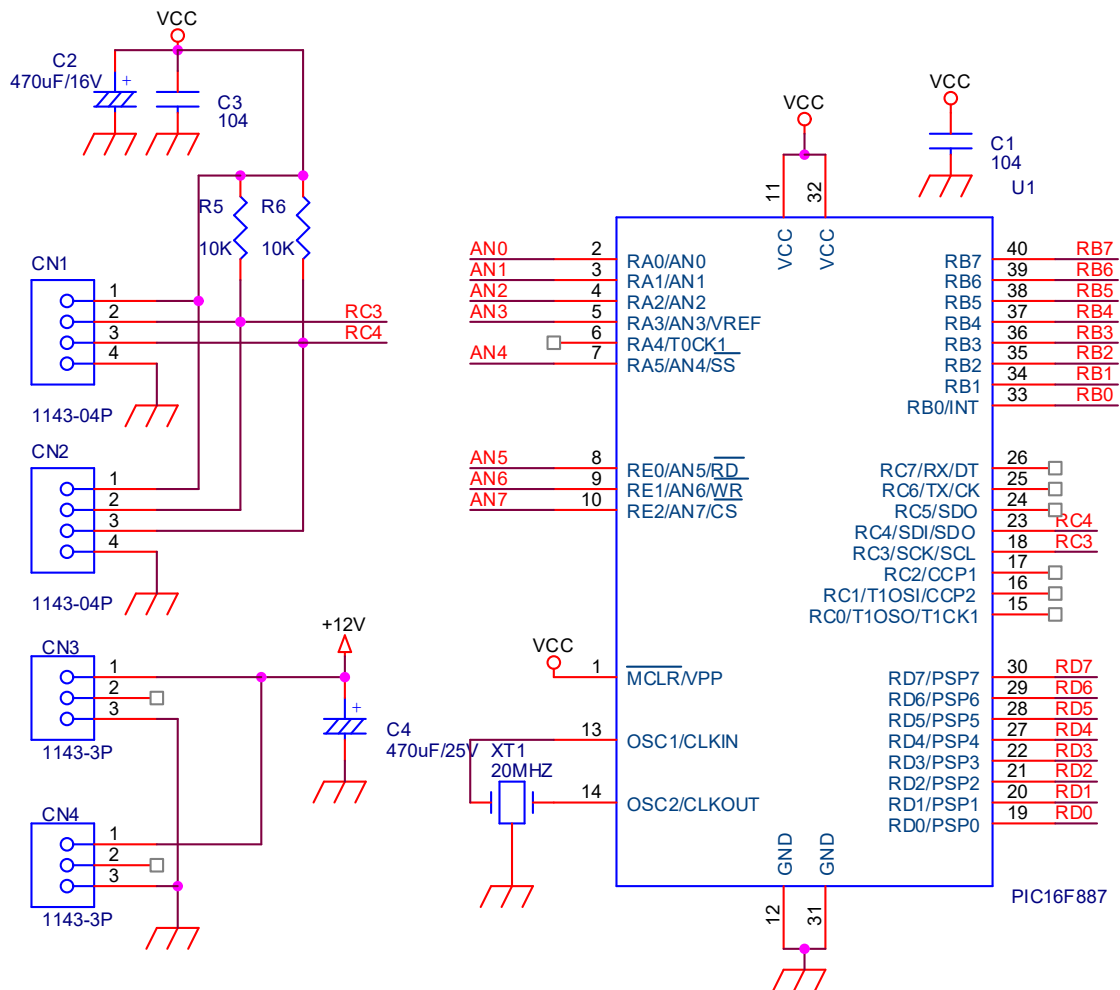 VCC
C2
470uF/16V
+
C3
104
R5
10K
R6
10K
CN1
1
2
3
4
RC3
RC4
1143-04P
CN2
1
2
3
4
1143-04P
CN3
1
2
3
1143-3P
+12V
+
C4
470uF/25V
CN4
1
2
3
1143-3P
VCC
VCC
C1
104
U1
11
32
VCC
VCC
AN0 2 RA0/AN0
AN1 3 RA1/AN1
AN2 4 RA2/AN2
AN3 5 RA3/AN3/VREF
6 RA4/T0CK1
AN4 7 RA5/AN4/SS
AN5 8 RE0/AN5/RD
AN6 9 RE1/AN6/WR
AN7 10 RE2/AN7/CS
VCC
1 MCLR/VPP
13 OSC1/CLKIN
XT1
20MHZ
14 OSC2/CLKOUT
RB7 40 RB7
RB6 39 RB6
RB5 38 RB5
RB4 37 RB4
RB3 36 RB3
RB2 35 RB2
RB1 34 RB1
RB0/INT 33 RB0
RC7/RX/DT 26
RC6/TX/CK 25
RC5/SDO 24
RC4/SDI/SDO 23 RC4
RC3/SCK/SCL 18 RC3
RC2/CCP1 17
RC1/T1OSI/CCP2 16
RC0/T1OSO/T1CK1 15
RD7/PSP7 30 RD7
RD6/PSP6 29 RD6
RD5/PSP5 28 RD5
RD4/PSP4 27 RD4
RD3/PSP3 22 RD3
RD2/PSP2 21 RD2
RD1/PSP1 20 RD1
RD0/PSP0 19 RD0
GND
GND
12
31
PIC16F887